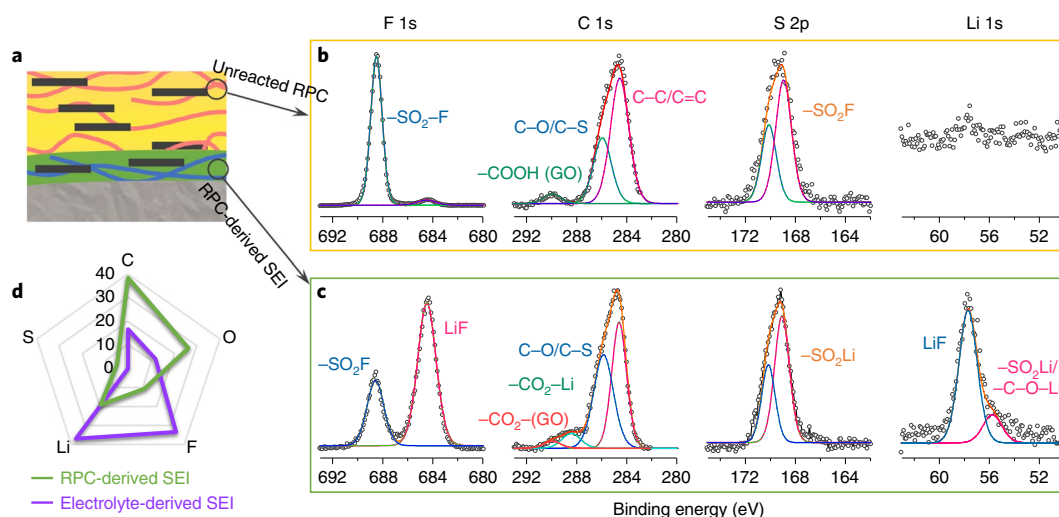 F 1s
C 1s
S 2p
Li 1s
a
Unreacted RPC
RPC-derived SEI
b
–SO2–F
C–O/C–S
–COOH (GO)
C–C/C=C
–SO2F
692 688 684 680
292 288 284 280
172 168 164
60 56 52
c
–SO2F
LiF
C–O/C–S
–CO2–Li
–CO2–(GO)
–SO2Li
LiF
–SO2Li/
–C–O–Li
692 688 684 680
292 288 284 280
172 168 164
60 56 52
Binding energy (eV)
d
40
30
20
10
0
C
O
F
Li
S
RPC-derived SEI
Electrolyte-derived SEI